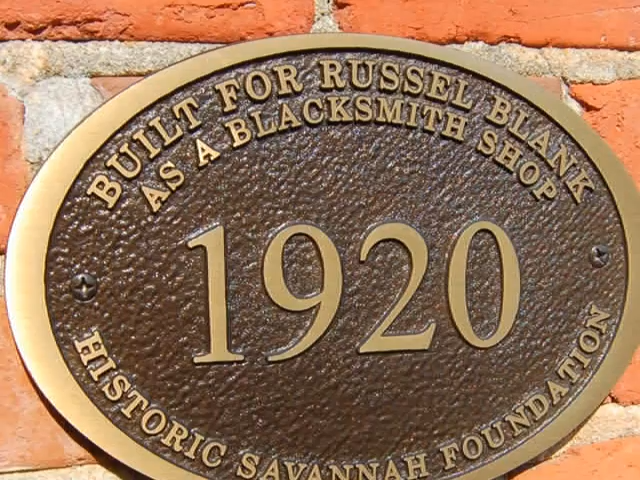 BUILT FOR RUSSEL BLANK
AS A BLACKSMITH SHOP
1920
HISTORIC SAVANNAH FOUNDATION